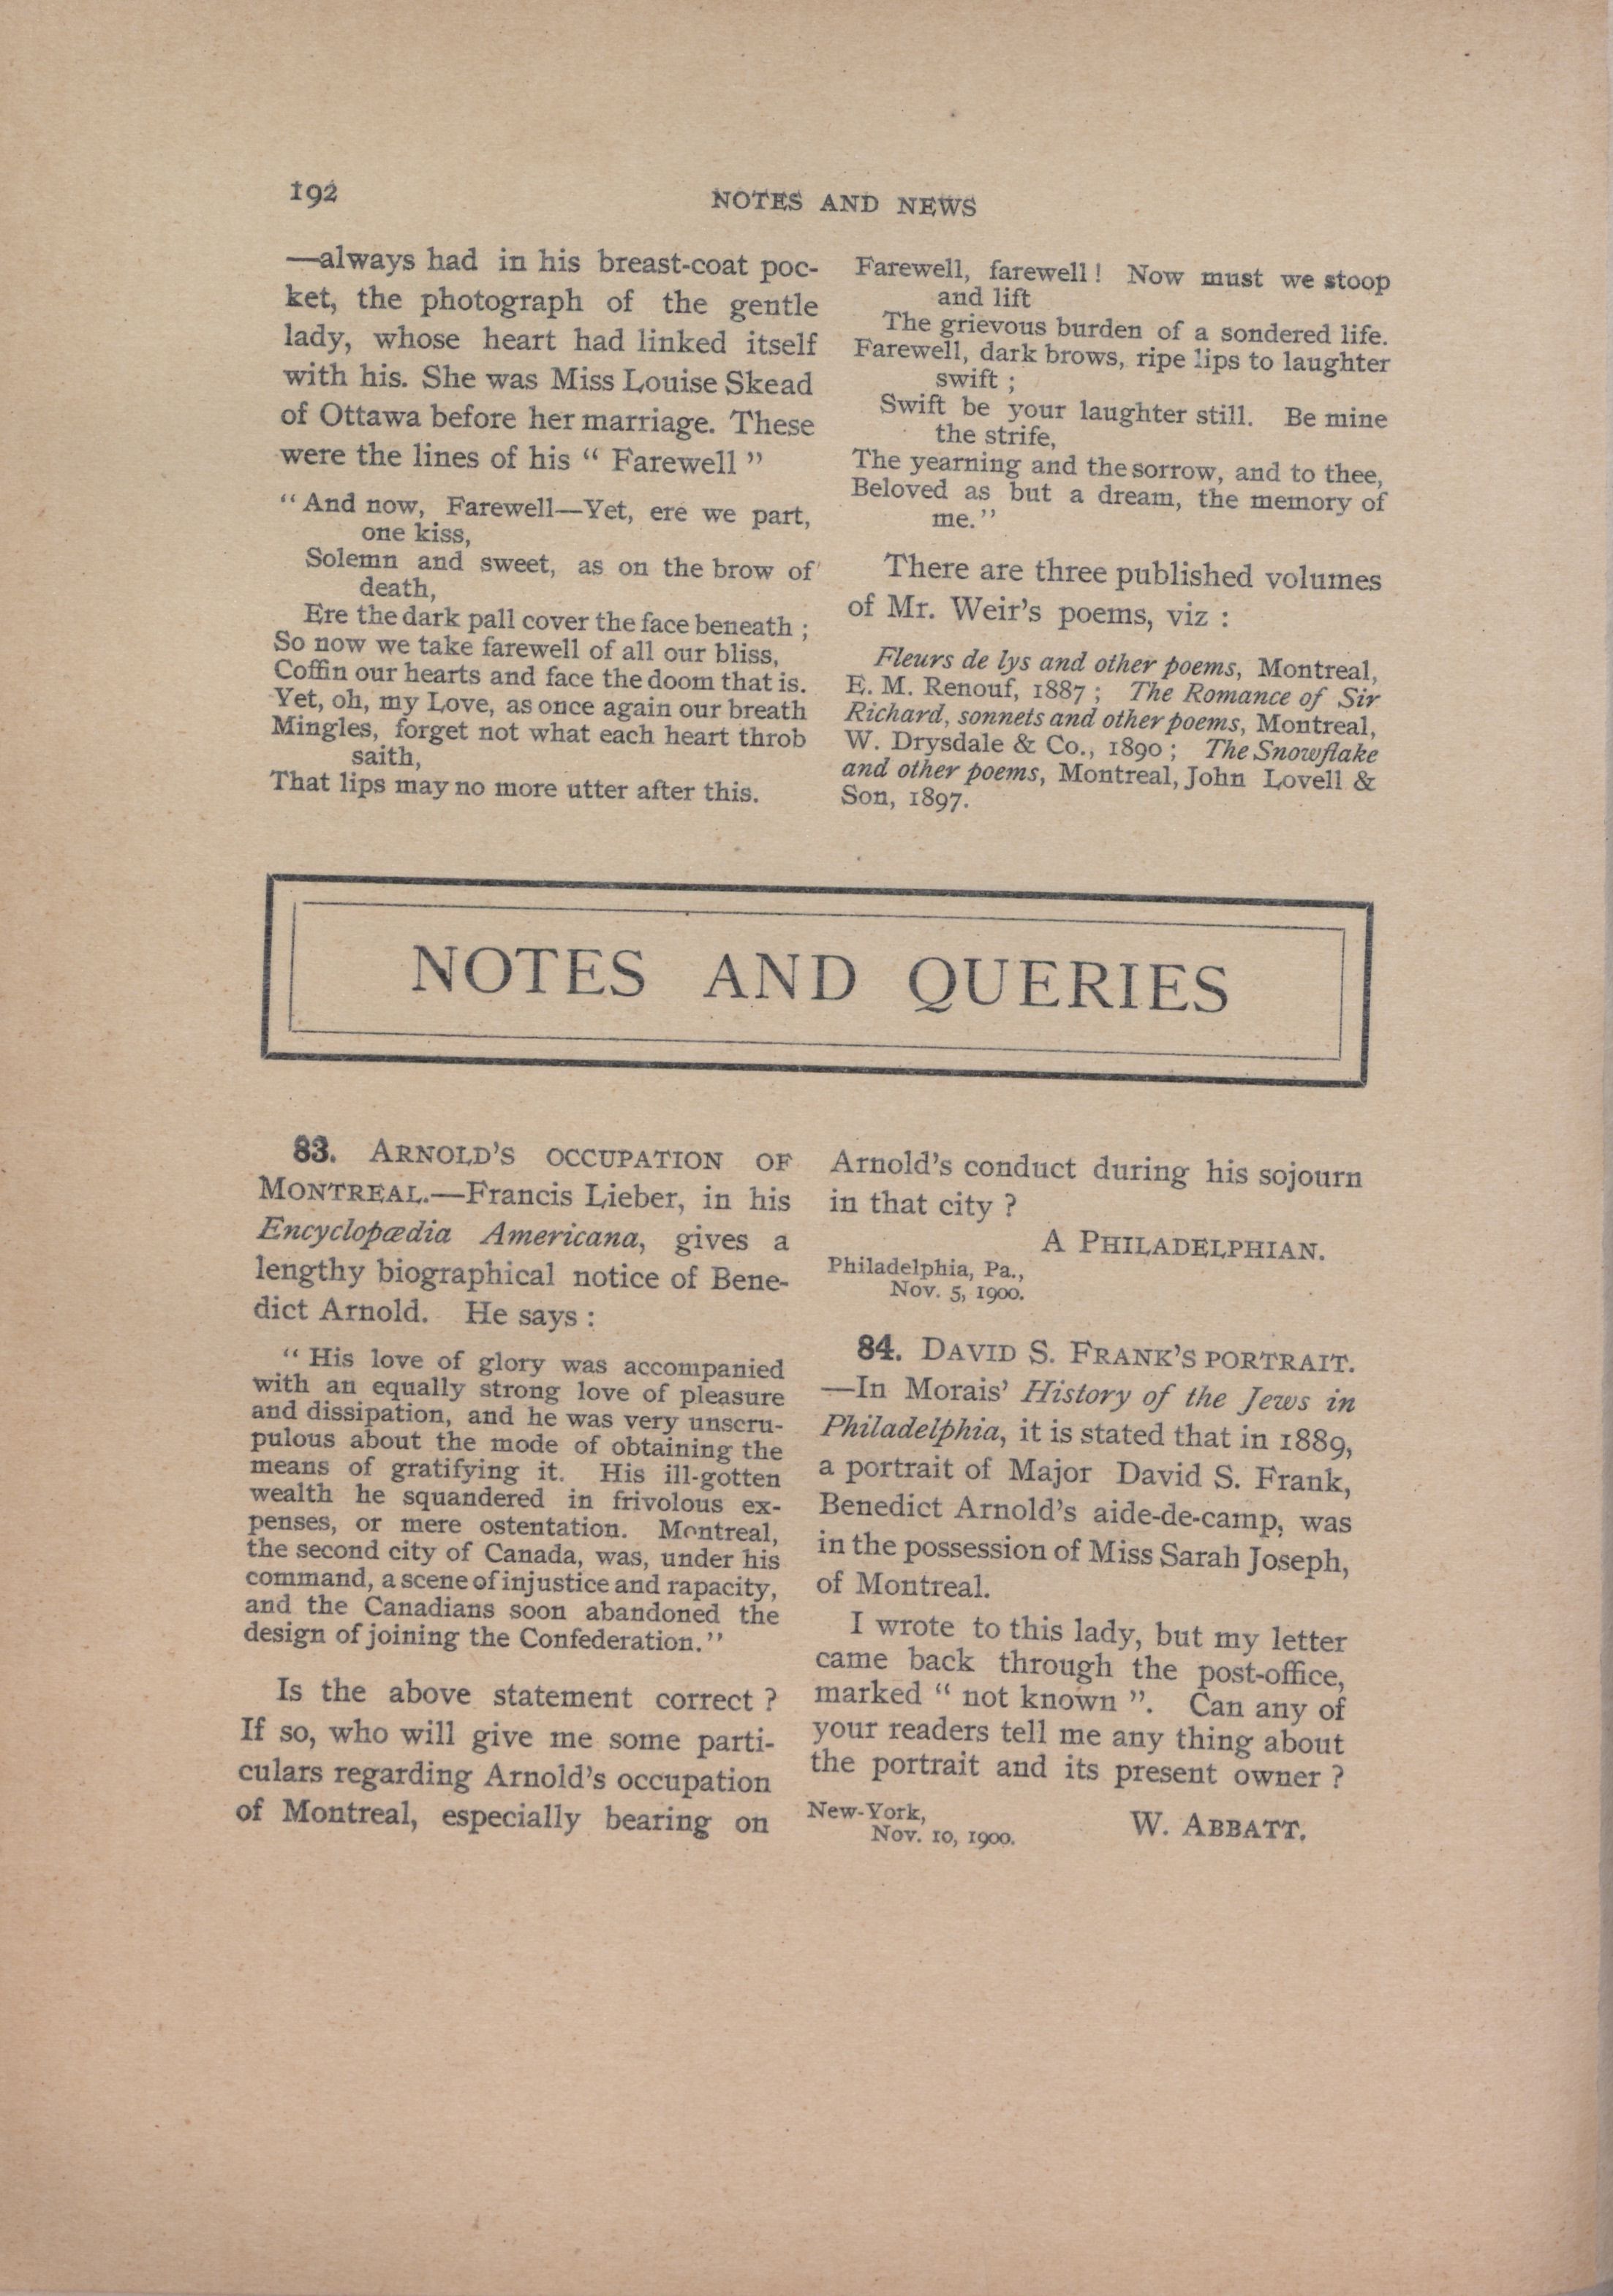 192
NOTES AND NEWS
—always had in his breast-coat poc-
ket, the photograph of the gentle
lady, whose heart had linked itself
with his. She was Miss Louise Skead
of Ottawa before her marriage. These
were the lines of his “ Farewell ”
“ And now, Farewell—Yet, ere we part,
one kiss,
Solemn and sweet, as on the brow of
death,
Ere the dark pall cover the face beneath ;
So now we take farewell of all our bliss,
Coffin our hearts and face the doom that is.
Yet, oh, my Love, as once again our breath
Mingles, forget not what each heart throb
saith,
That lips may no more utter after this.
Farewell, farewell ! Now must we stoop
and lift
The grievous burden of a sondered life.
Farewell, dark brows, ripe lips to laughter
swift ;
Swift be your laughter still. Be mine
the strife,
The yearning and the sorrow, and to thee,
Beloved as but a dream, the memory of
me.”
There are three published volumes
of Mr. Weir’s poems, viz :
Fleurs de lys and other poems, Montreal,
E. M. Renouf, 1887 ; The Romance of Sir
Richard, sonnets and other poems, Montreal,
W. Drysdale & Co., 1890 ; The Snowflake
and other poems, Montreal, John Lovell &
Son, 1897.
NOTES AND QUERIES
83. ARNOLD’S OCCUPATION OF
MONTREAL.—Francis Lieber, in his
Encyclopædia Americana, gives a
lengthy biographical notice of Bene-
dict Arnold. He says :
“ His love of glory was accompanied
with an equally strong love of pleasure
and dissipation, and he was very unscru-
pulous about the mode of obtaining the
means of gratifying it. His ill-gotten
wealth he squandered in frivolous ex-
penses, or mere ostentation. Montreal,
the second city of Canada, was, under his
command, a scene of injustice and rapacity,
and the Canadians soon abandoned the
design of joining the Confederation.”
Is the above statement correct ?
If so, who will give me some parti-
culars regarding Arnold’s occupation
of Montreal, especially bearing on
Arnold’s conduct during his sojourn
in that city ?
A PHILADELPHIAN.
Philadelphia, Pa.,
Nov. 5, 1900.
84. DAVID S. FRANK’S PORTRAIT.
—In Morais’ History of the Jews in
Philadelphia, it is stated that in 1889,
a portrait of Major David S. Frank,
Benedict Arnold’s aide-de-camp, was
in the possession of Miss Sarah Joseph,
of Montreal.
I wrote to this lady, but my letter
came back through the post-office,
marked “ not known ”. Can any of
your readers tell me any thing about
the portrait and its present owner ?
New-York,
Nov. 10, 1900.
W. ABBATT.